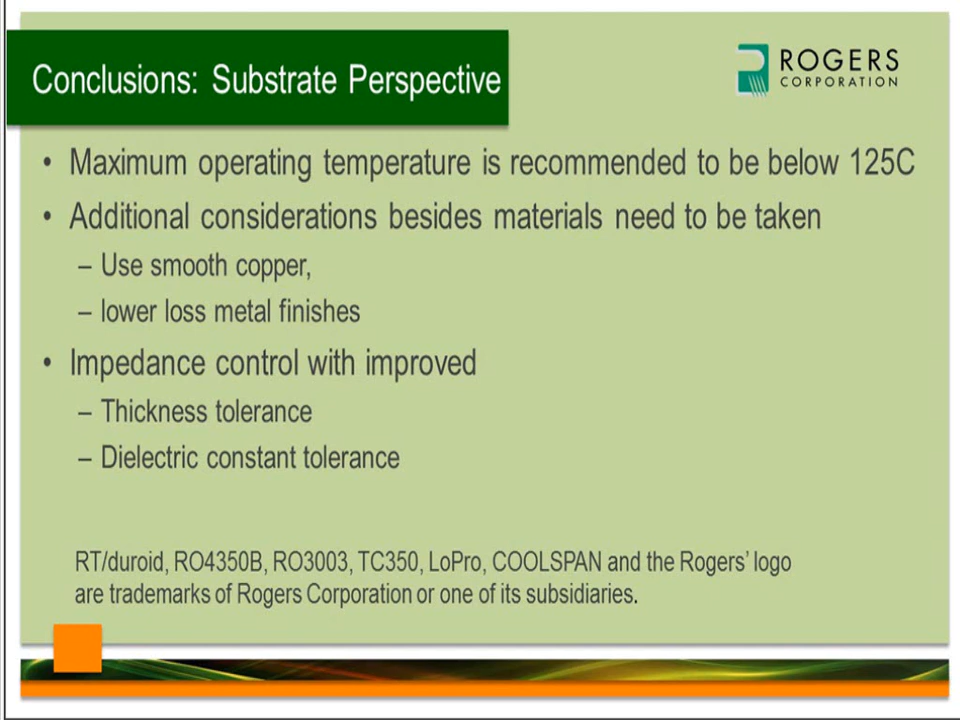 Conclusions: Substrate Perspective
ROGERS
CORPORATION
• Maximum operating temperature is recommended to be below 125C
• Additional considerations besides materials need to be taken
– Use smooth copper,
– lower loss metal finishes
• Impedance control with improved
– Thickness tolerance
– Dielectric constant tolerance
RT/duroid, RO4350B, RO3003, TC350, LoPro, COOLSPAN and the Rogers’ logo
are trademarks of Rogers Corporation or one of its subsidiaries.